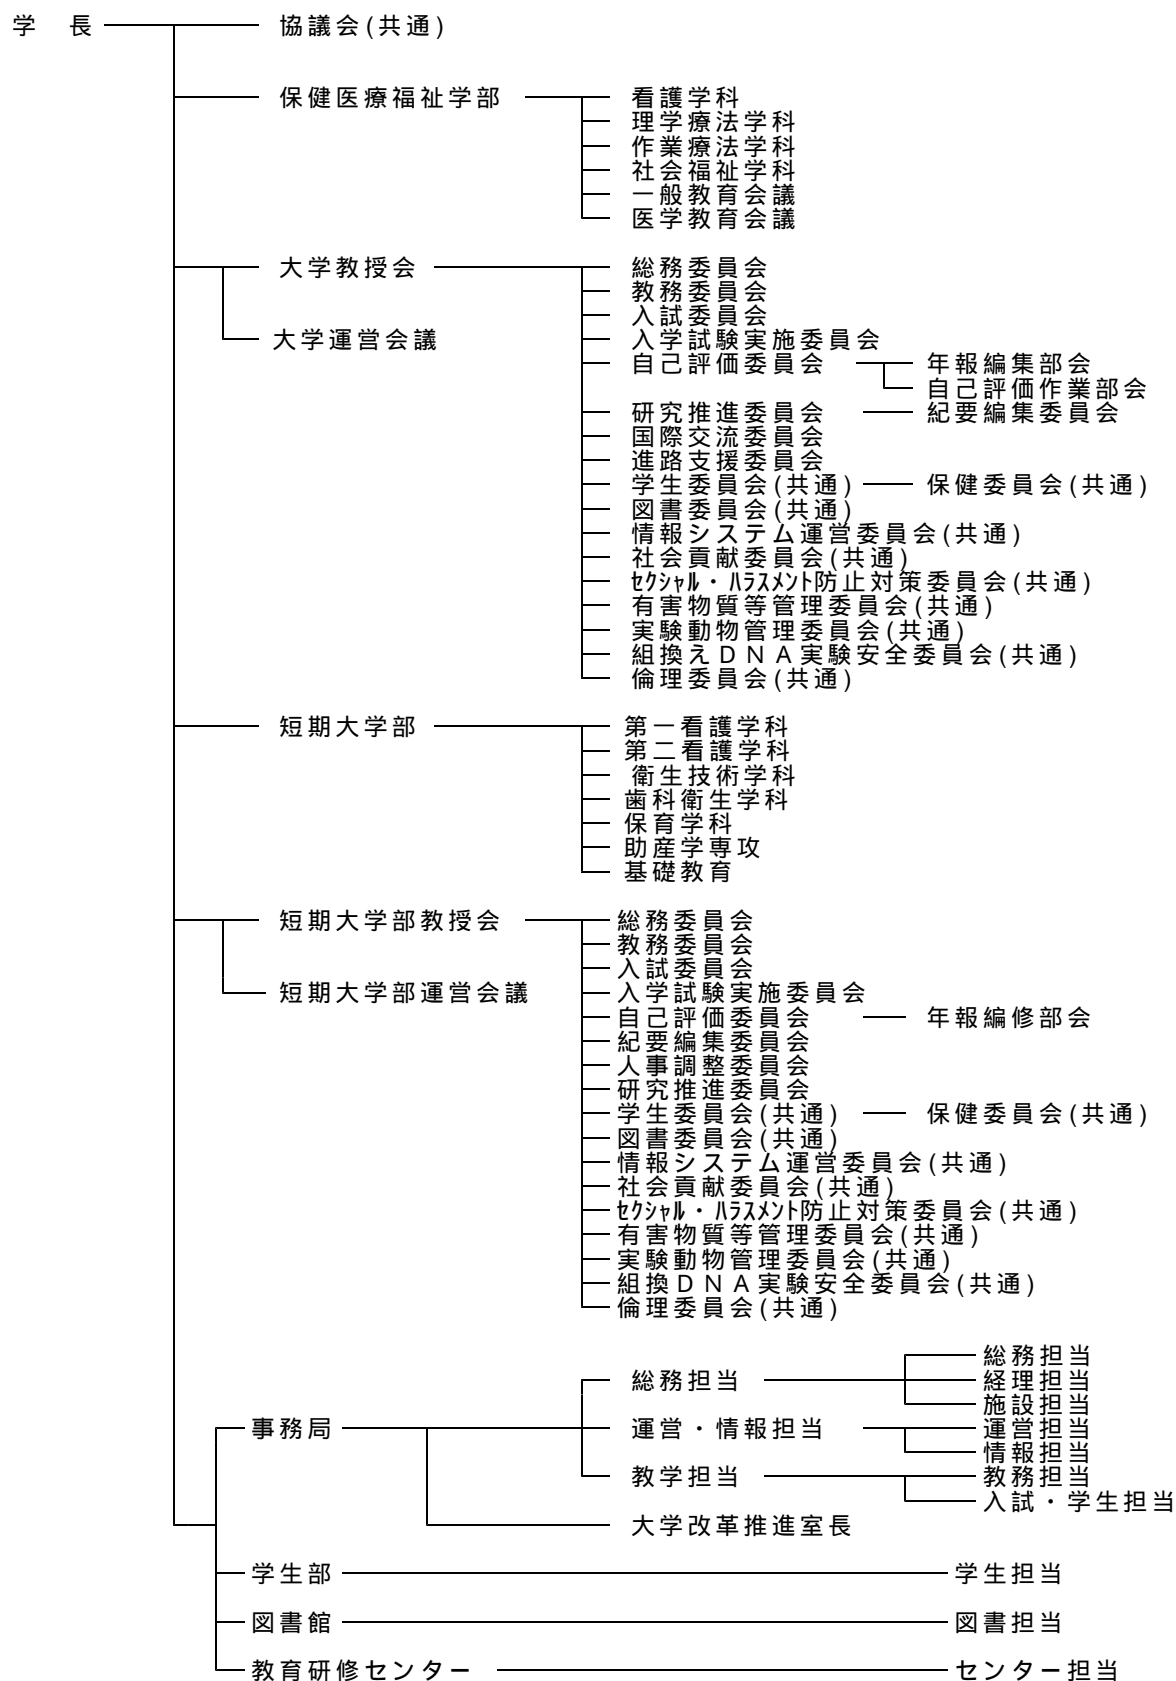 学　長　協議会(共通)
保健医療福祉学部　看護学科
理学療法学科
作業療法学科
社会福祉学科
一般教育会議
医学教育会議
大学教授会　総務委員会
教務委員会
入試委員会
大学運営会議　入学試験実施委員会
自己評価委員会　年報編集部会
自己評価作業部会
研究推進委員会　紀要編集委員会
国際交流委員会
進路支援委員会
学生委員会(共通)　保健委員会(共通)
図書委員会(共通)
情報システム運営委員会(共通)
社会貢献委員会(共通)
ｾｸｼｬﾙ・ﾊﾗｽﾒﾝﾄ防止対策委員会(共通)
有害物質等管理委員会(共通)
実験動物管理委員会(共通)
組換えＤＮＡ実験安全委員会(共通)
倫理委員会(共通)
短期大学部　第一看護学科
第二看護学科
衛生技術学科
歯科衛生学科
保育学科
助産学専攻
基礎教育
短期大学部教授会　総務委員会
教務委員会
入試委員会
短期大学部運営会議　入学試験実施委員会
自己評価委員会　年報編修部会
紀要編集委員会
人事調整委員会
研究推進委員会
学生委員会(共通)　保健委員会(共通)
図書委員会(共通)
情報システム運営委員会(共通)
社会貢献委員会(共通)
ｾｸｼｬﾙ・ﾊﾗｽﾒﾝﾄ防止対策委員会(共通)
有害物質等管理委員会(共通)
実験動物管理委員会(共通)
組換ＤＮＡ実験安全委員会(共通)
倫理委員会(共通)
総務担当
総務担当　経理担当
施設担当
事務局　運営・情報担当　運営担当
情報担当
教学担当　教務担当
入試・学生担当
大学改革推進室長
学生部　学生担当
図書館　図書担当
教育研修センター　センター担当